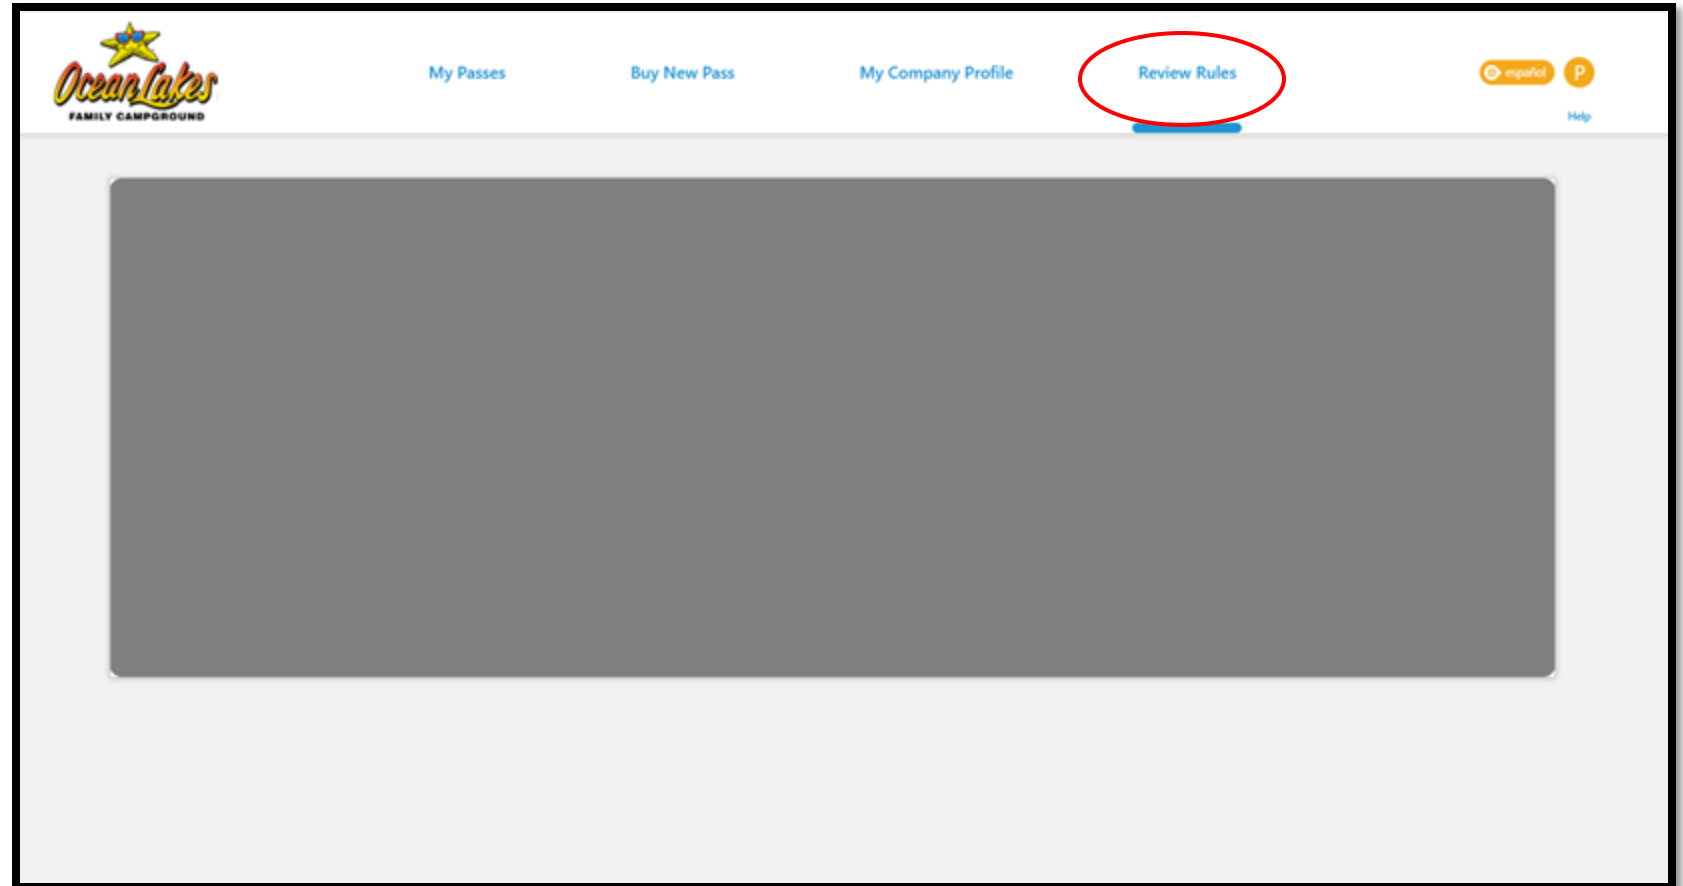 Ocean Lakes
FAMILY CAMPGROUND
My Passes
Buy New Pass
My Company Profile
Review Rules
español
P
Help